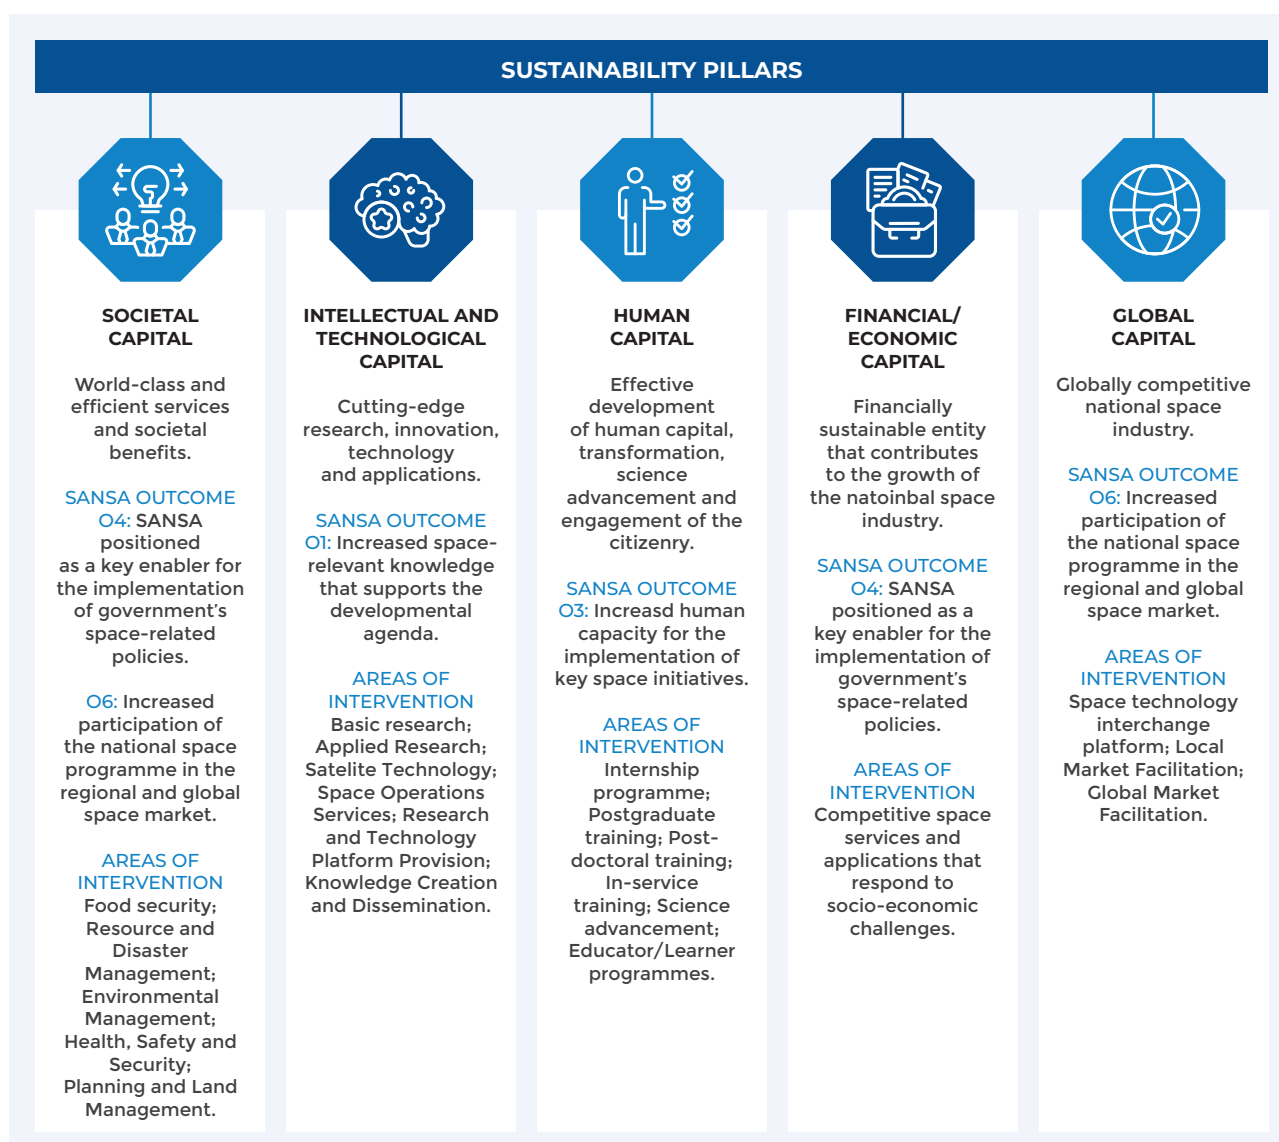 SUSTAINABILITY PILLARS
SOCIETAL
CAPITAL
World-class and
efficient services
and societal
benefits.
SANSA OUTCOME
O4: SANSA
positioned
as a key enabler for
the implementation
of government's
space-related
policies.
O6: Increased
participation of
the national space
programme in the
regional and global
space market.
AREAS OF
INTERVENTION
Food security;
Resource and
Disaster
Management;
Environmental
Management;
Health, Safety and
Security;
Planning and Land
Management.
INTELLECTUAL AND
TECHNOLOGICAL
CAPITAL
Cutting-edge
research, innovation,
technology
and applications.
SANSA OUTCOME
O1: Increased space-
relevant knowledge
that supports the
developmental
agenda.
AREAS OF
INTERVENTION
Basic research;
Applied Research;
Satelite Technology;
Space Operations
Services; Research
and Technology
Platform Provision;
Knowledge Creation
and Dissemination.
HUMAN
CAPITAL
Effective
development
of human capital,
transformation,
science
advancement and
engagement of the
citizenry.
SANSA OUTCOME
O3: Increasd human
capacity for the
implementation of
key space initiatives.
AREAS OF
INTERVENTION
Internship
programme;
Postgraduate
training; Post-
doctoral training;
In-service
training; Science
advancement;
Educator/Learner
programmes.
FINANCIAL/
ECONOMIC
CAPITAL
Financially
sustainable entity
that contributes
to the growth of
the natoinbal space
industry.
SANSA OUTCOME
O4: SANSA
positioned as a
key enabler for the
implementation of
government's
space-related
policies.
AREAS OF
INTERVENTION
Competitive space
services and
applications that
respond to
socio-economic
challenges.
GLOBAL
CAPITAL
Globally competitive
national space
industry.
SANSA OUTCOME
O6: Increased
participation of
the national space
programme in the
regional and global
space market.
AREAS OF
INTERVENTION
Space technology
interchange
platform; Local
Market Facilitation;
Global Market
Facilitation.